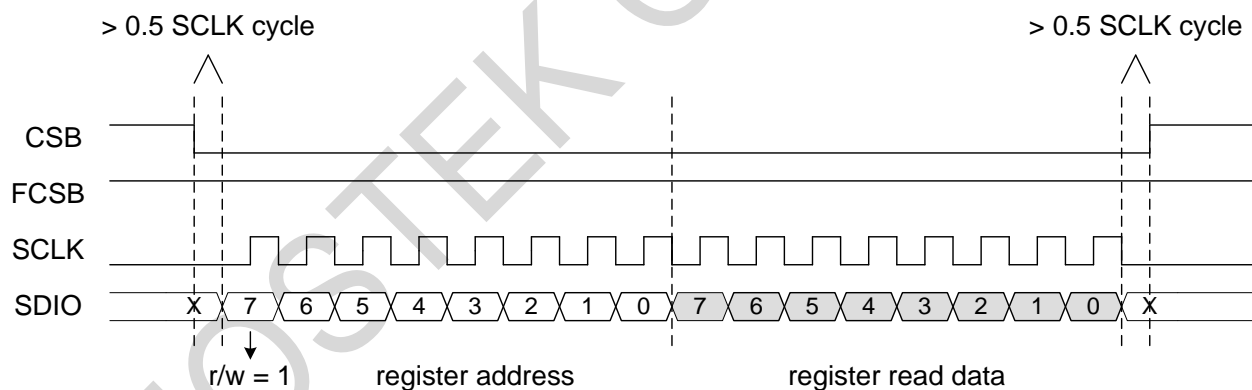 > 0.5 SCLK cycle > 0.5 SCLK cycle
CSB
FCSB
SCLK
SDIO X 7 6 5 4 3 2 1 0 7 6 5 4 3 2 1 0 X
r/w = 1 register address register read data